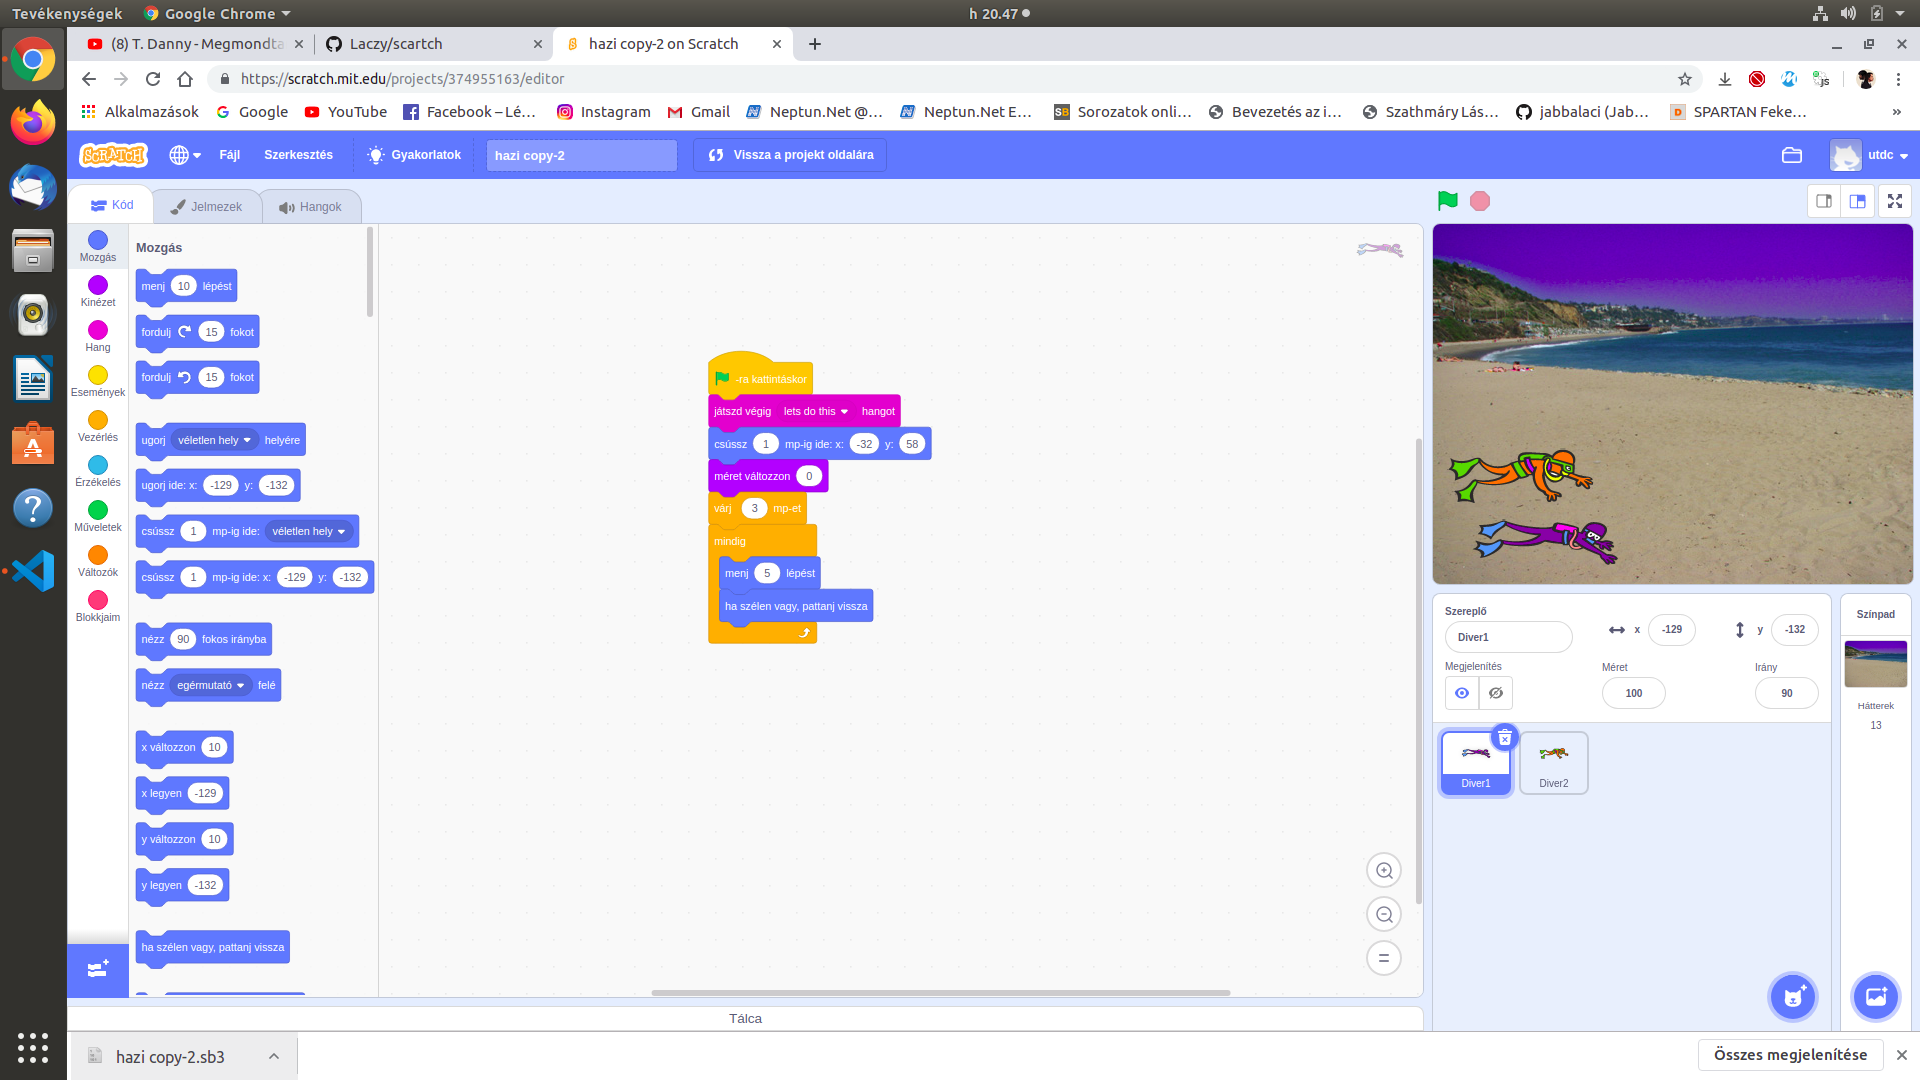 Tevékenységek
Google Chrome
h 20.47
(8) T. Danny - Megmondta
Laczy/scartch
hazi copy-2 on Scratch
https://scratch.mit.edu/projects/374955163/editor
Alkalmazások
Google
YouTube
Facebook – Lé…
Instagram
Gmail
Neptun.Net @…
Neptun.Net E…
Sorozatok onli…
Bevezetés az i…
Szathmáry Lás…
jabbalaci (Jab…
SPARTAN Feke…
»
SCRATCH
Fájl
Szerkesztés
Gyakorlatok
hazi copy-2
Vissza a projekt oldalára
utdc
Kód
Jelmezek
Hangok
Mozgás
Kinézet
Hang
Események
Vezérlés
Érzékelés
Műveletek
Változók
Blokkjaim
Mozgás
menj 10 lépést
fordulj 15 fokot
fordulj 15 fokot
ugorj véletlen hely helyére
ugorj ide: x: -129 y: -132
csússz 1 mp-ig ide: véletlen hely
csússz 1 mp-ig ide: x: -129 y: -132
nézz 90 fokos irányba
nézz egérmutató felé
x változzon 10
x legyen -129
y változzon 10
y legyen -132
ha szélen vagy, pattanj vissza
-ra kattintáskor
játszd végig lets do this hangot
csússz 1 mp-ig ide: x: -32 y: 58
méret változzon 0
várj 3 mp-et
mindig
menj 5 lépést
ha szélen vagy, pattanj vissza
Tálca
Szereplő
Diver1
x -129
y -132
Megjelenítés
Méret
100
Irány
90
Diver1
Diver2
Színpad
Hátterek
13
hazi copy-2.sb3
Összes megjelenítése